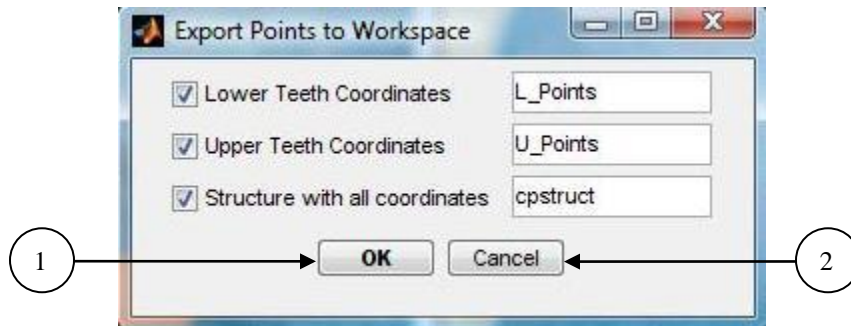 Export Points to Workspace
Lower Teeth Coordinates L_Points
Upper Teeth Coordinates U_Points
Structure with all coordinates cpstruct
1 OK Cancel 2